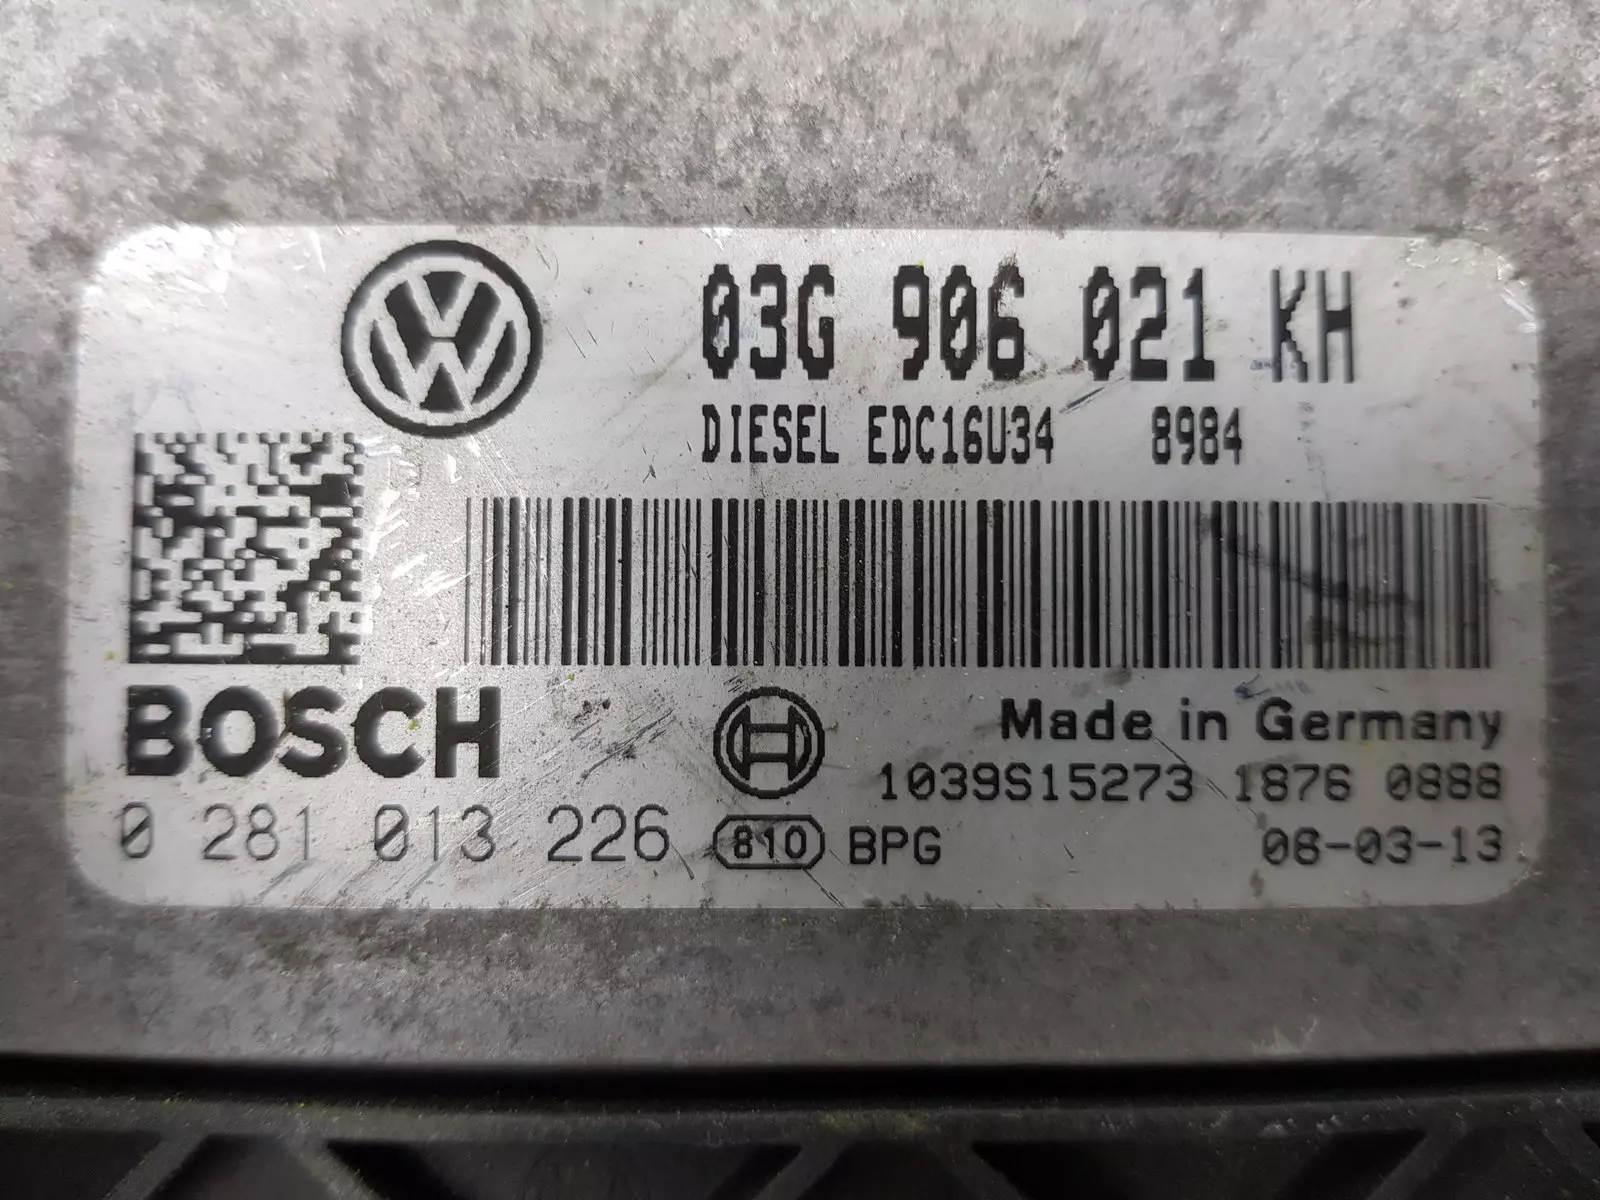 03G 906 021 KH
DIESEL EDC16U34 8984
BOSCH
Made in Germany
1039S15273 1876 0888
0 281 013 226 810 BPG 08-03-13